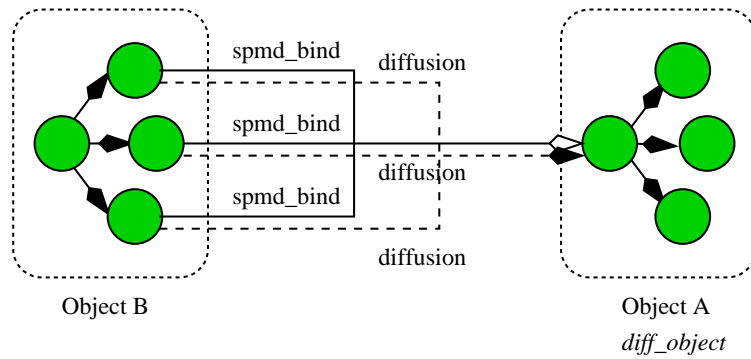 spmd_bind
diffusion
spmd_bind
diffusion
spmd_bind
diffusion
Object B
Object A
diff_object